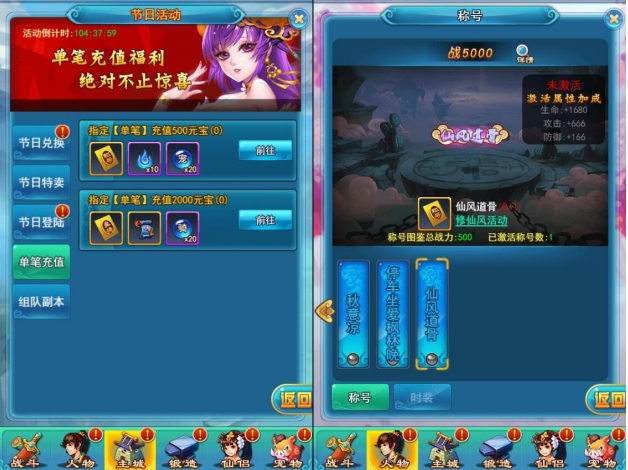 节日活动
活动倒计时:104:37:59
单笔充值福利
绝对不止惊喜
节日兑换
节日特卖
节日登陆
单笔充值
组队副本
指定【单笔】充值500元宝(0)
x10
宠
x20
前往
指定【单笔】充值2000元宝(0)
骑
x20
前往
返回
战斗
人物
主城
锻造
仙侣
宠物
称号
战5000
未激活
激活属性加成
生命:+1680
攻击:+666
防御:+166
仙风道骨
仙风道骨
修仙风活动
称号图鉴总战力:500 已激活称号数:1
秋意凉
停车坐爱枫林晚
仙风道骨
称号
时装
返回
战斗
人物
主城
锻造
仙侣
宠物